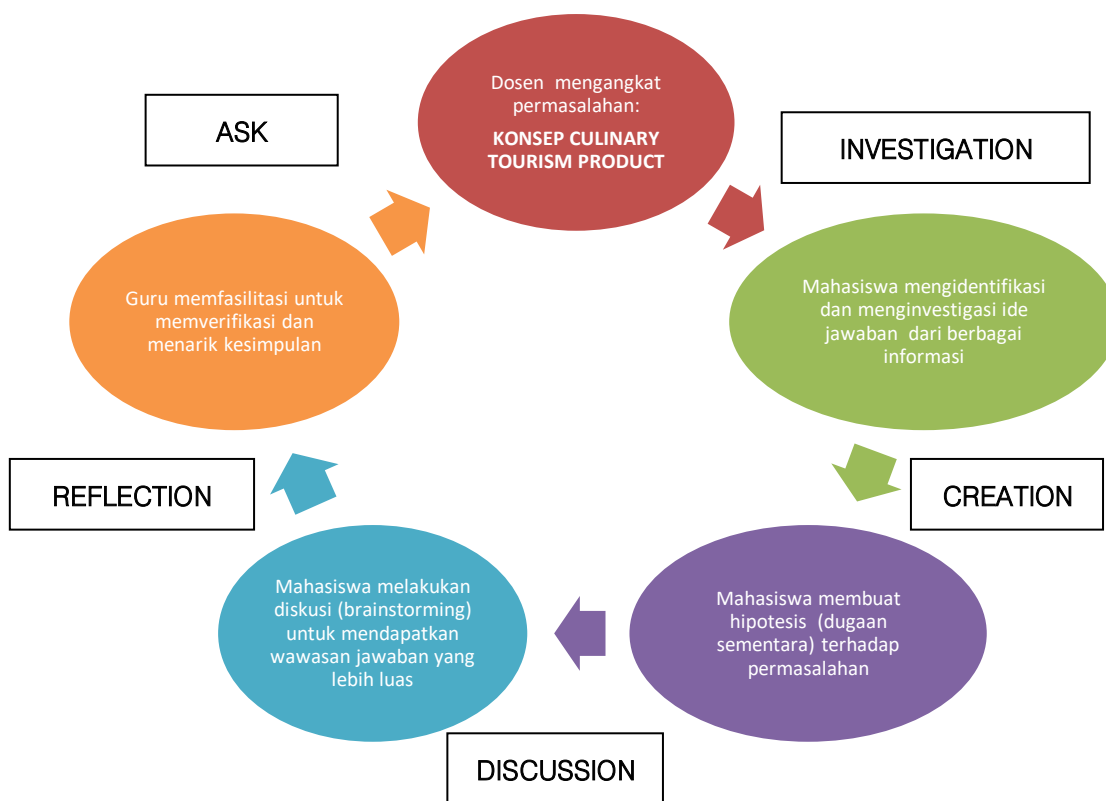 ASK
Dosen mengangkat
permasalahan:
KONSEP CULINARY
TOURISM PRODUCT
INVESTIGATION
Mahasiswa mengidentifikasi
dan menginvestigasi ide
jawaban dari berbagai
informasi
CREATION
Mahasiswa membuat
hipotesis (dugaan
sementara) terhadap
permasalahan
DISCUSSION
Mahasiswa melakukan
diskusi (brainstorming)
untuk mendapatkan
wawasan jawaban yang
lebih luas
REFLECTION
Guru memfasilitasi untuk
memverifikasi dan
menarik kesimpulan